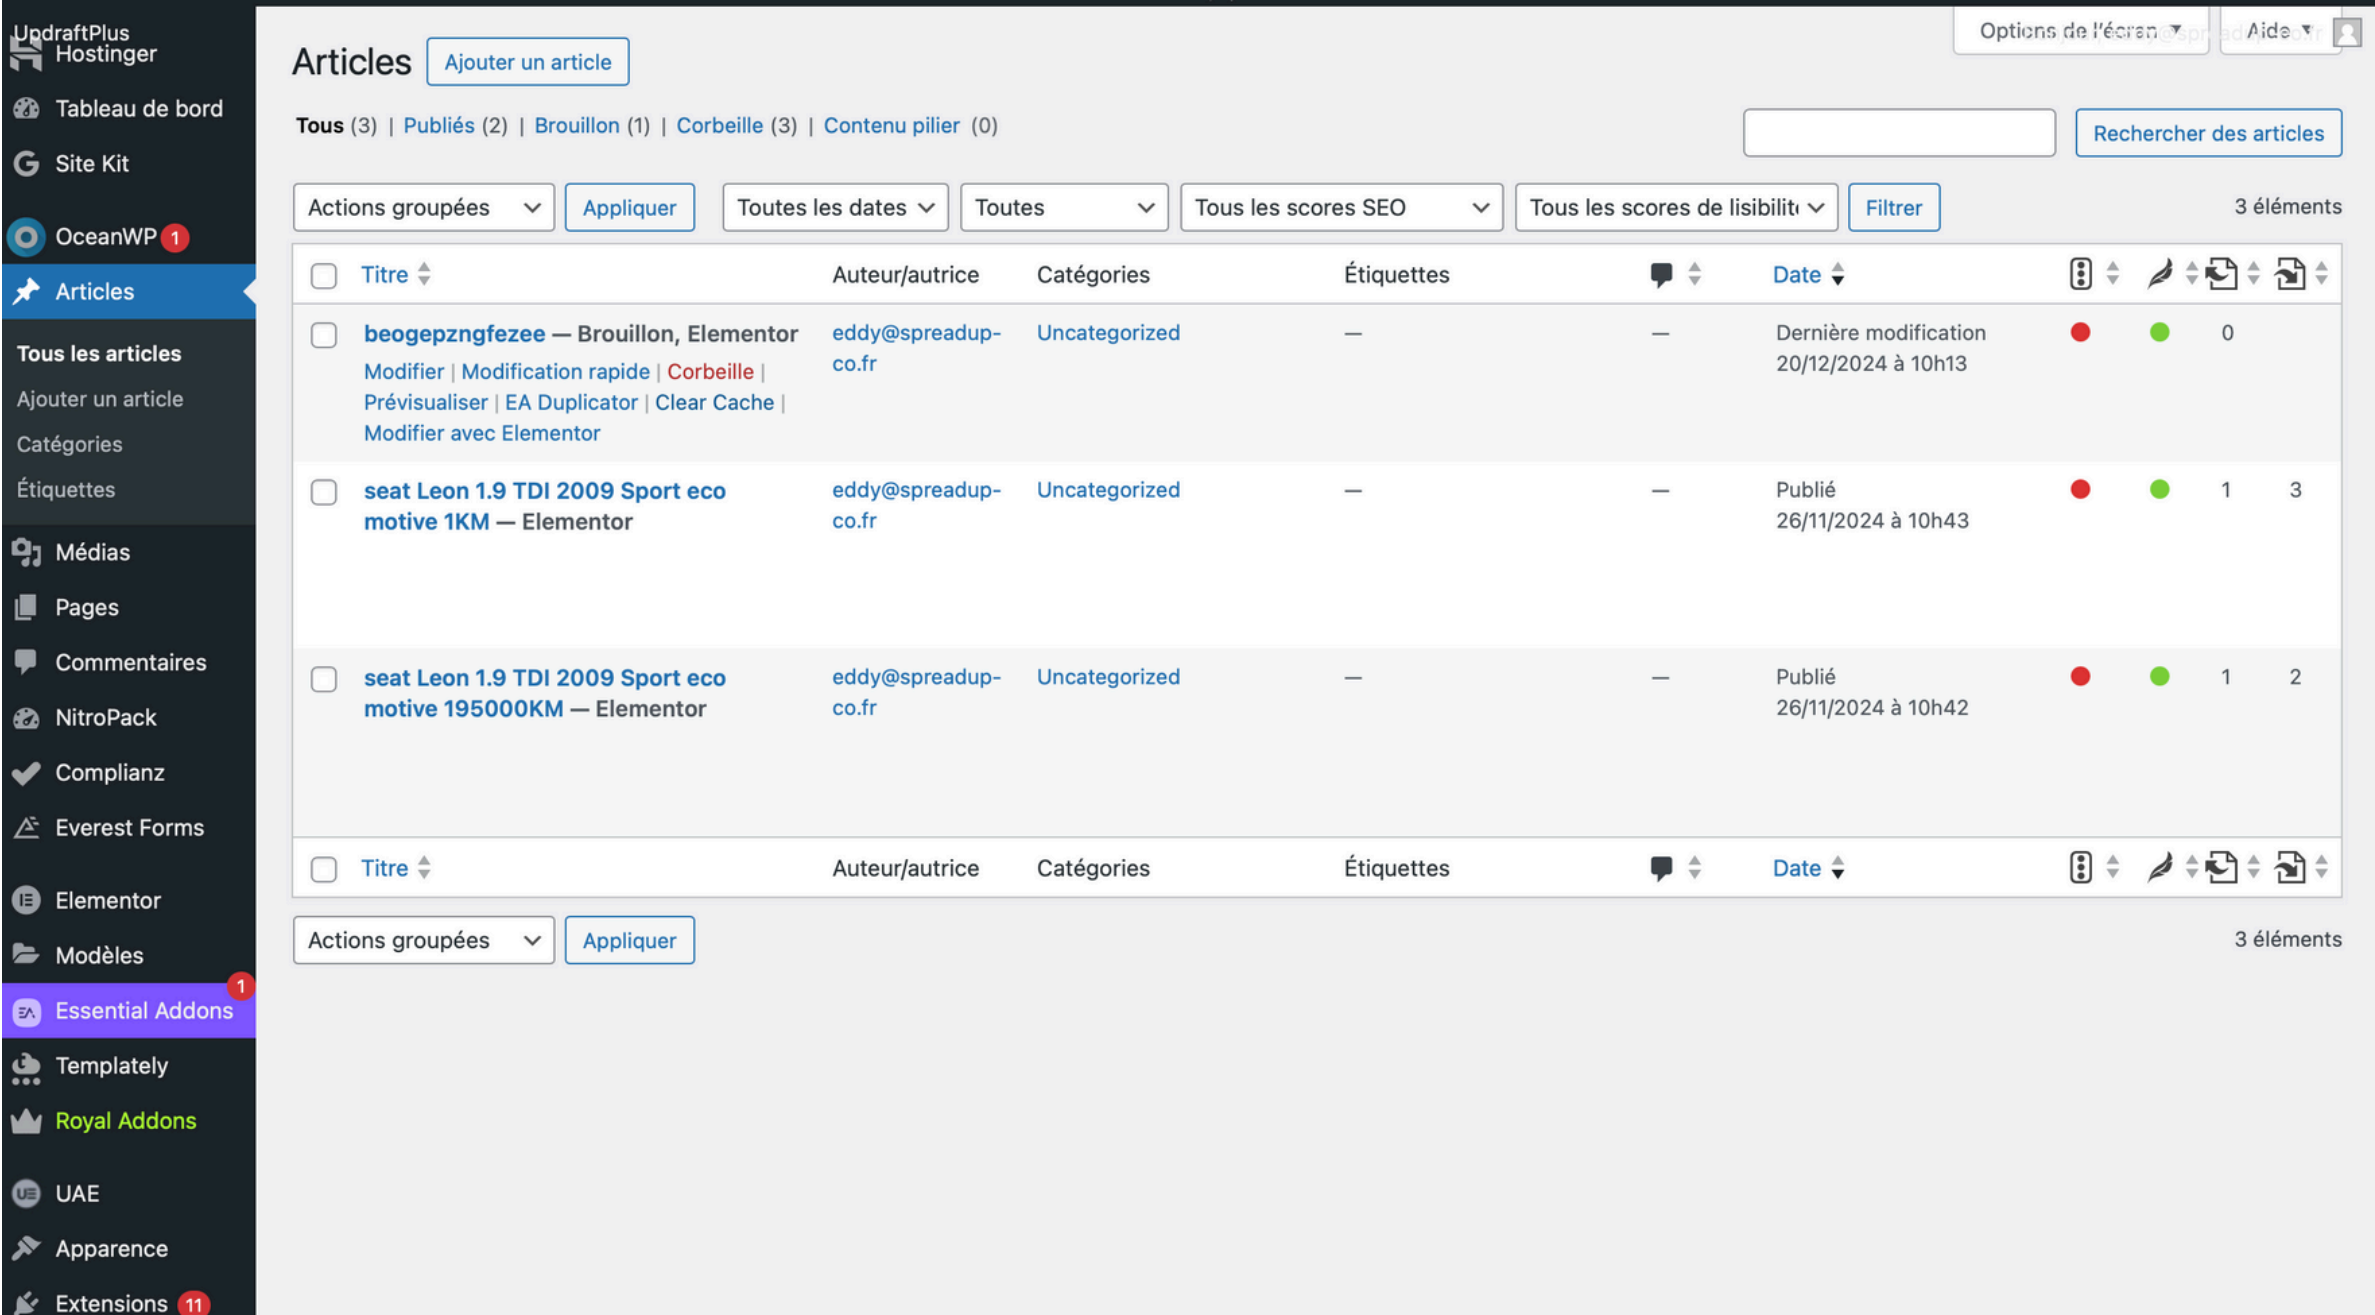 UpdraftPlus
Hostinger
Tableau de bord
Site Kit
OceanWP 1
Articles
Tous les articles
Ajouter un article
Catégories
Étiquettes
Médias
Pages
Commentaires
NitroPack
Complianz
Everest Forms
Elementor
Modèles
Essential Addons 1
Templately
Royal Addons
UAE
Apparence
Extensions 11
Options de l'écran
Aide
Articles Ajouter un article
Tous (3) | Publiés (2) | Brouillon (1) | Corbeille (3) | Contenu pilier (0)
Rechercher des articles
Actions groupées Appliquer Toutes les dates Toutes Tous les scores SEO Tous les scores de lisibilit Filtrer 3 éléments
Titre Auteur/autrice Catégories Étiquettes Date
beogepzngfezee — Brouillon, Elementor eddy@spreadup- Uncategorized — — Dernière modification 0
co.fr 20/12/2024 à 10h13
Modifier | Modification rapide | Corbeille |
Prévisualiser | EA Duplicator | Clear Cache |
Modifier avec Elementor
seat Leon 1.9 TDI 2009 Sport eco eddy@spreadup- Uncategorized — — Publié 1 3
motive 1KM — Elementor co.fr 26/11/2024 à 10h43
seat Leon 1.9 TDI 2009 Sport eco eddy@spreadup- Uncategorized — — Publié 1 2
motive 195000KM — Elementor co.fr 26/11/2024 à 10h42
Titre Auteur/autrice Catégories Étiquettes Date
Actions groupées Appliquer 3 éléments